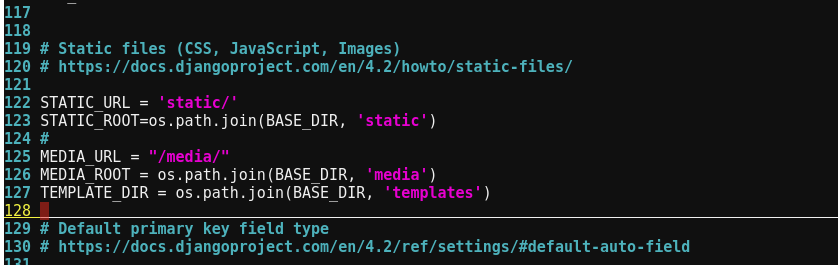 117
118
119 # Static files (CSS, JavaScript, Images)
120 # https://docs.djangoproject.com/en/4.2/howto/static-files/
121
122 STATIC_URL = 'static/'
123 STATIC_ROOT=os.path.join(BASE_DIR, 'static')
124 #
125 MEDIA_URL = "/media/"
126 MEDIA_ROOT = os.path.join(BASE_DIR, 'media')
127 TEMPLATE_DIR = os.path.join(BASE_DIR, 'templates')
128
129 # Default primary key field type
130 # https://docs.djangoproject.com/en/4.2/ref/settings/#default-auto-field
131